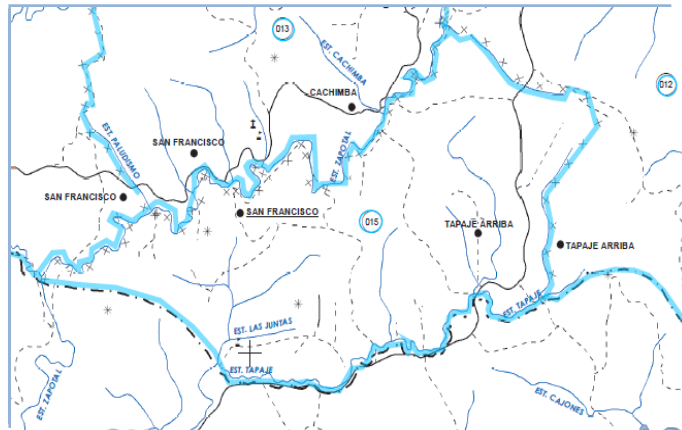 013
EST. CACHIMBA
012
CACHIMBA
EST. PALUDISMO
SAN FRANCISCO
EST. ZAPOTAL
SAN FRANCISCO
SAN FRANCISCO
015
TAPAJE ARRIBA
TAPAJE ARRIBA
EST. TAPAJE
EST. LAS JUNTAS
EST. TAPAJE
EST. ZAPOTAL
EST. CAJONES